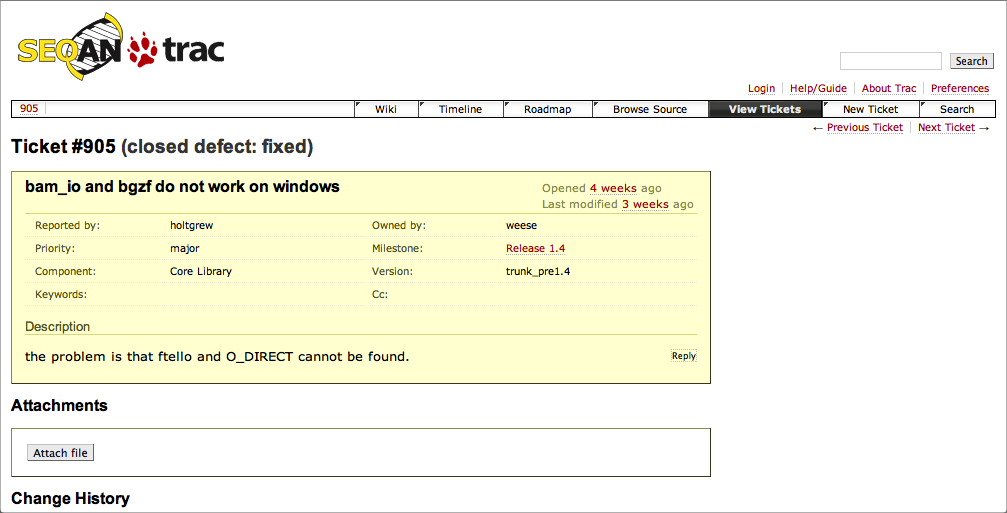 SEQAN trac
Search
Login Help/Guide About Trac Preferences
905 Wiki Timeline Roadmap Browse Source View Tickets New Ticket Search
← Previous Ticket Next Ticket →
Ticket #905 (closed defect: fixed)
bam_io and bgzf do not work on windows
Opened 4 weeks ago
Last modified 3 weeks ago
Reported by: holtgrew Owned by: weese
Priority: major Milestone: Release 1.4
Component: Core Library Version: trunk_pre1.4
Keywords: Cc:
Description
the problem is that ftello and O_DIRECT cannot be found. Reply
Attachments
Attach file
Change History